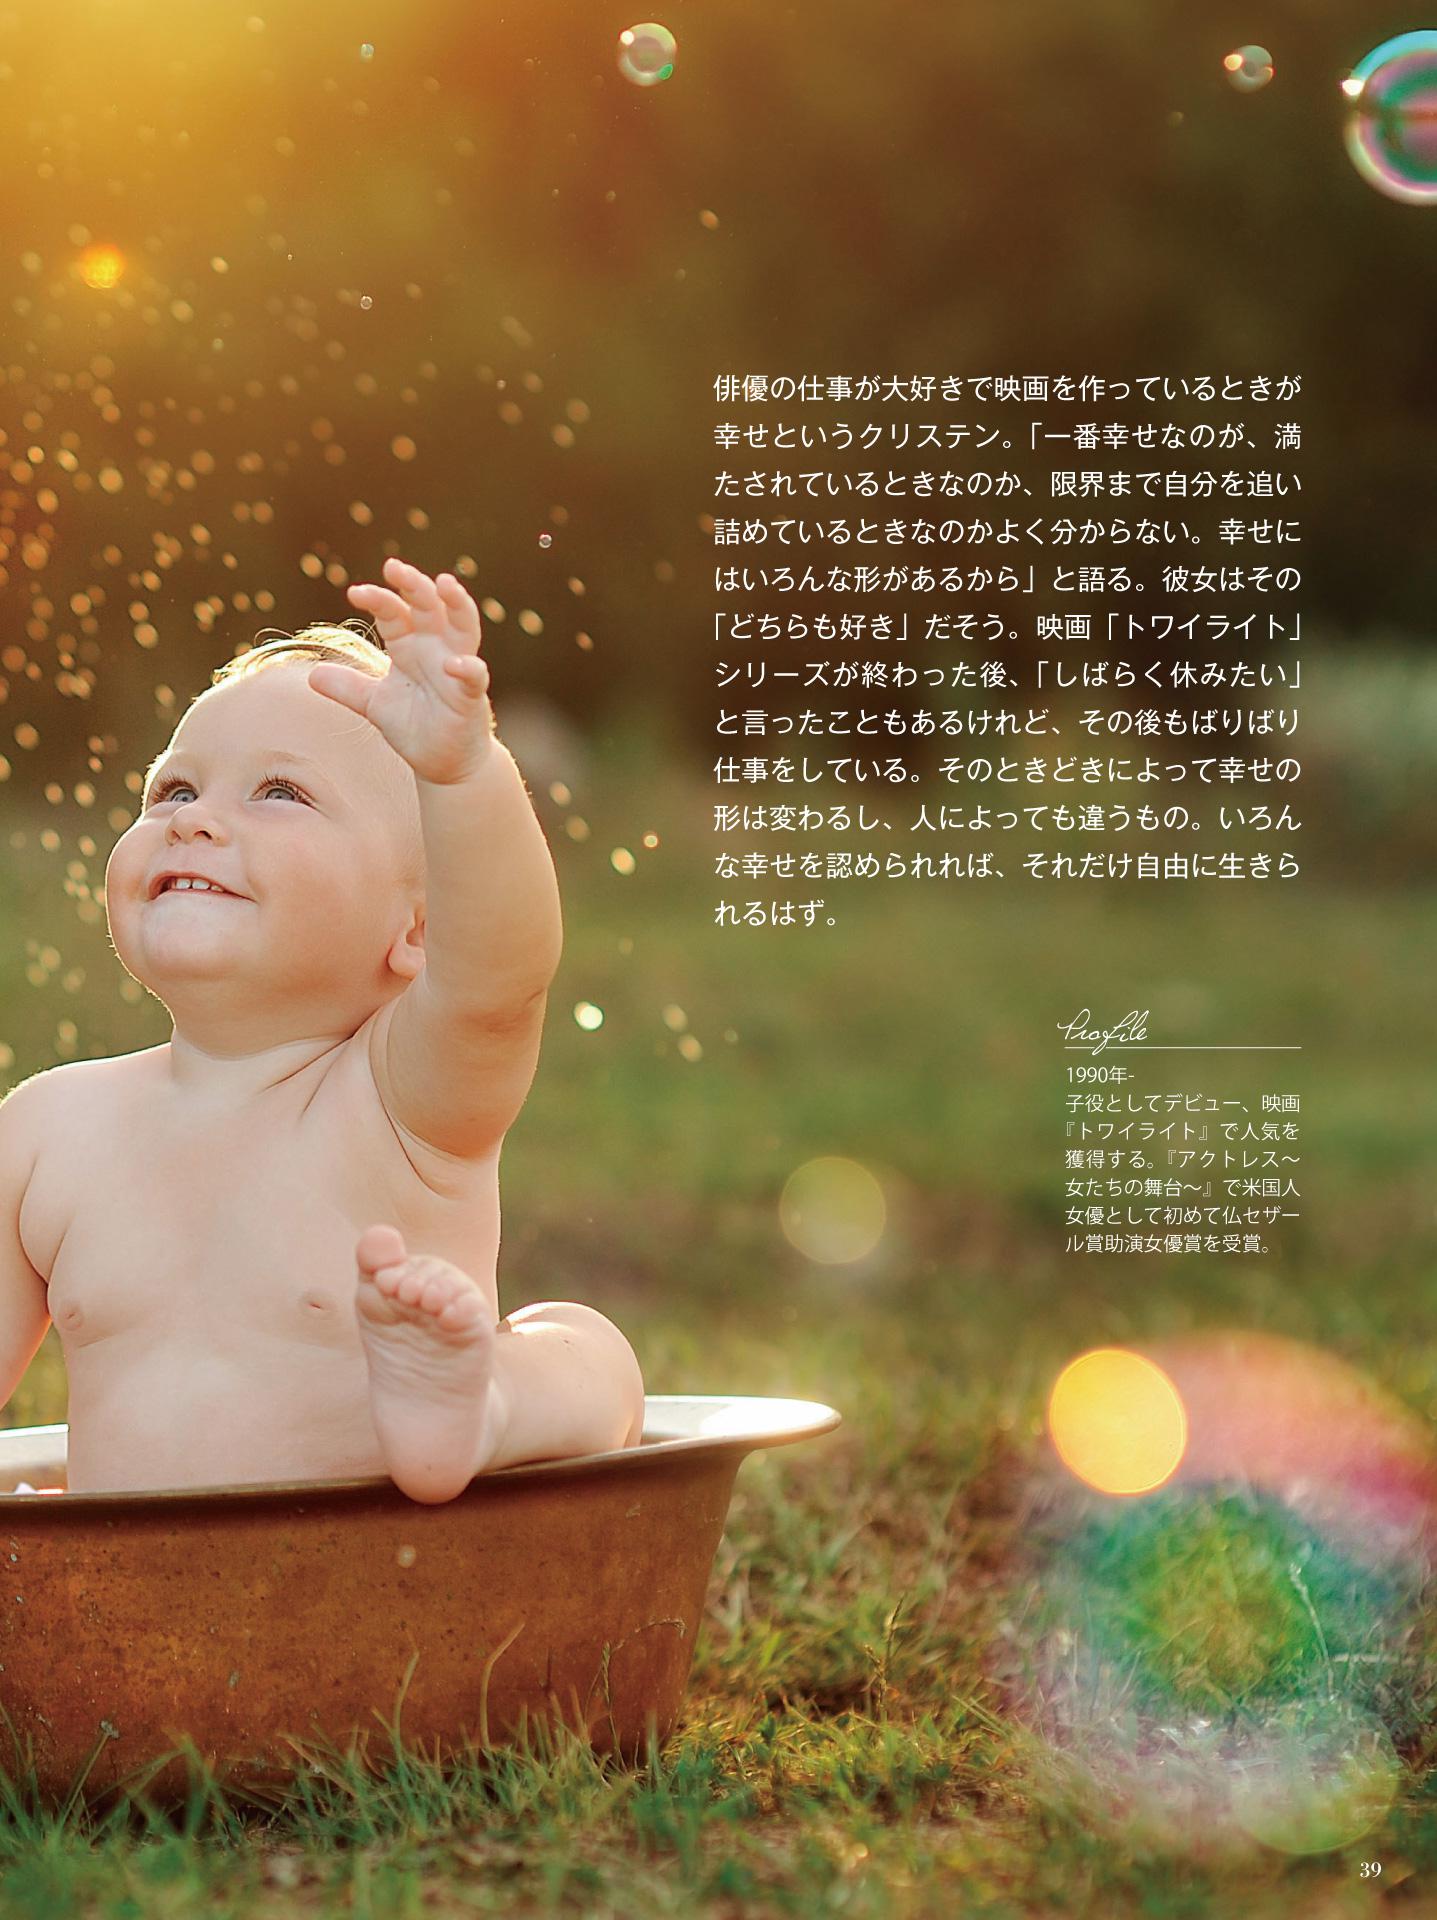 俳優の仕事が大好きで映画を作っているときが
幸せというクリステン。「一番幸せなのが、満
たされているときなのか、限界まで自分を追い
詰めているときなのかよく分からない。幸せに
はいろんな形があるから」と語る。彼女はその
「どちらも好き」だそう。映画「トワイライト」
シリーズが終わった後、「しばらく休みたい」
と言ったこともあるけれど、その後もばりばり
仕事をしている。そのときどきによって幸せの
形は変わるし、人によっても違うもの。いろん
な幸せを認められれば、それだけ自由に生きら
れるはず。
Profile
1990年-
子役としてデビュー、映画
『トワイライト』で人気を
獲得する。『アクトレス〜
女たちの舞台〜』で米国人
女優として初めて仏セザー
ル賞助演女優賞を受賞。
39